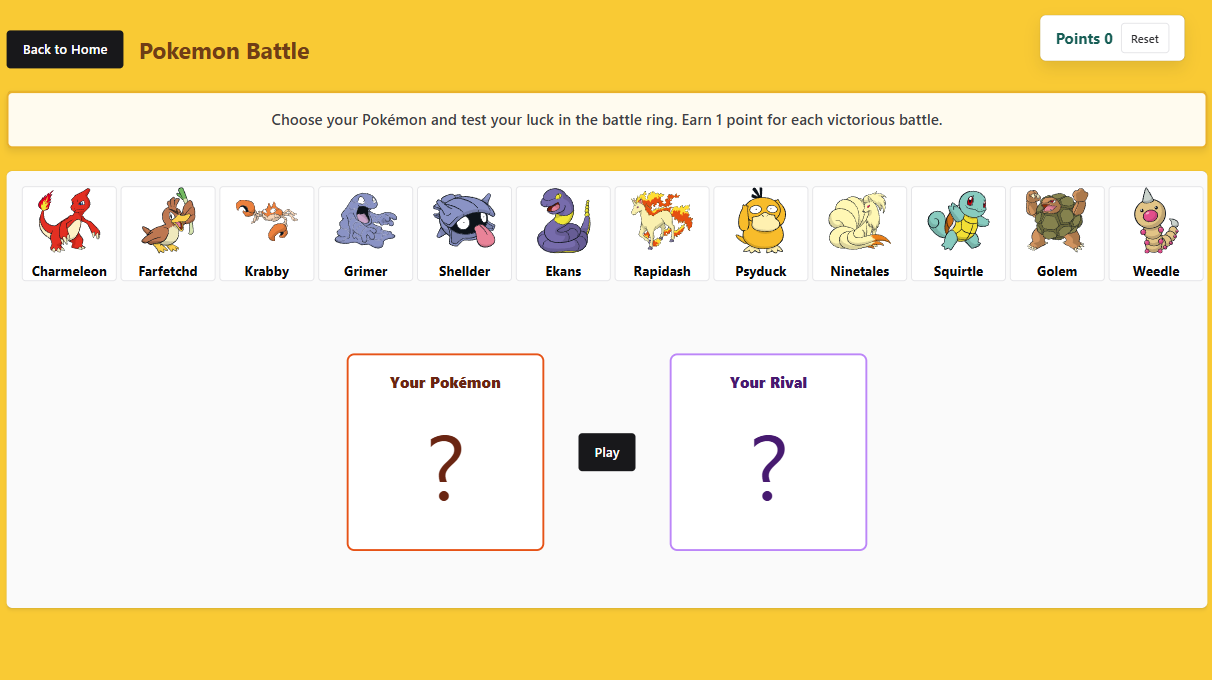 Back to Home
Pokemon Battle
Points 0
Reset
Choose your Pokémon and test your luck in the battle ring. Earn 1 point for each victorious battle.
Charmeleon
Farfetchd
Krabby
Grimer
Shellder
Ekans
Rapidash
Psyduck
Ninetales
Squirtle
Golem
Weedle
Your Pokémon
?
Play
Your Rival
?